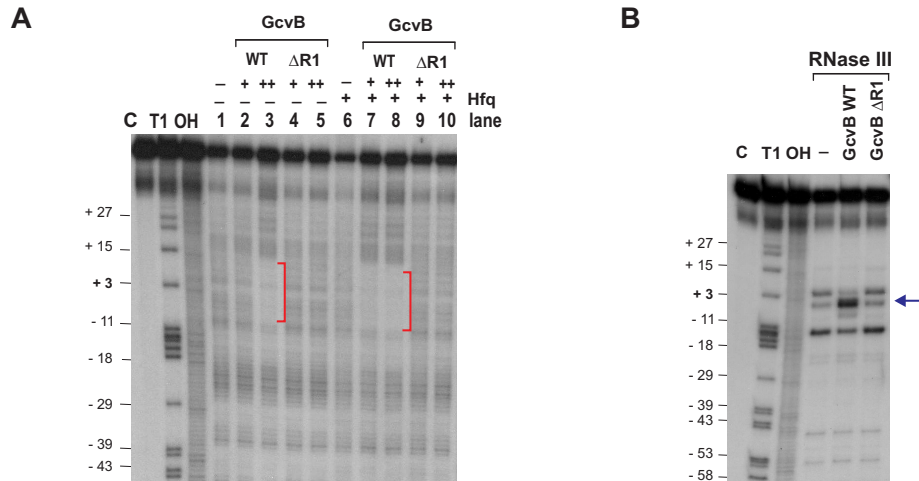 A
GcvB GcvB
WT ΔR1 WT ΔR1
– + ++ + ++ – + ++ + ++
– – – – – + + + + + Hfq
C T1 OH 1 2 3 4 5 6 7 8 9 10 lane
+ 27
+ 15
+ 3
- 11
- 18
- 29
- 39
- 43
B
RNase III
C T1 OH – GcvB WT GcvB ΔR1
+ 27
+ 15
+ 3
- 11
- 18
- 29
- 39
- 43
- 53
- 58